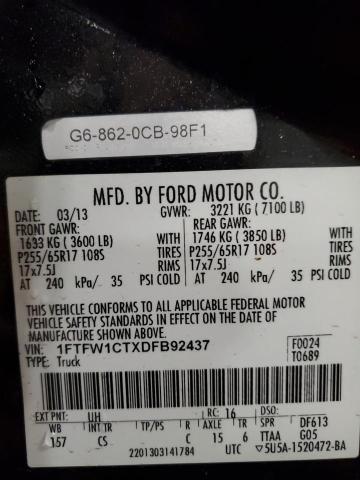 G6-862-0CB-98F1
MFD. BY FORD MOTOR CO.
DATE: 03/13 GVWR: 3221 KG ( 7100 LB)
FRONT GAWR: REAR GAWR:
1633 KG ( 3600 LB) WITH 1746 KG ( 3850 LB) WITH
P255/65R17 108S TIRES P255/65R17 108S TIRES
17x7.5J RIMS 17x7.5J RIMS
AT 240 kPa/ 35 PSI COLD AT 240 kPa/ 35 PSI COLD
THIS VEHICLE CONFORMS TO ALL APPLICABLE FEDERAL MOTOR
VEHICLE SAFETY STANDARDS IN EFFECT ON THE DATE OF
MANUFACTURE SHOWN ABOVE.
VIN: 1FTFW1CTXDFB92437 F0024
TYPE: Truck T0689
EXT PNT: UH RC: 16 DF613
WB BRK INT TR TP/PS R AXLE TR SPR G05
157 CS C 15 6 TTAA
2201303141784 5U5A-1520472-BA